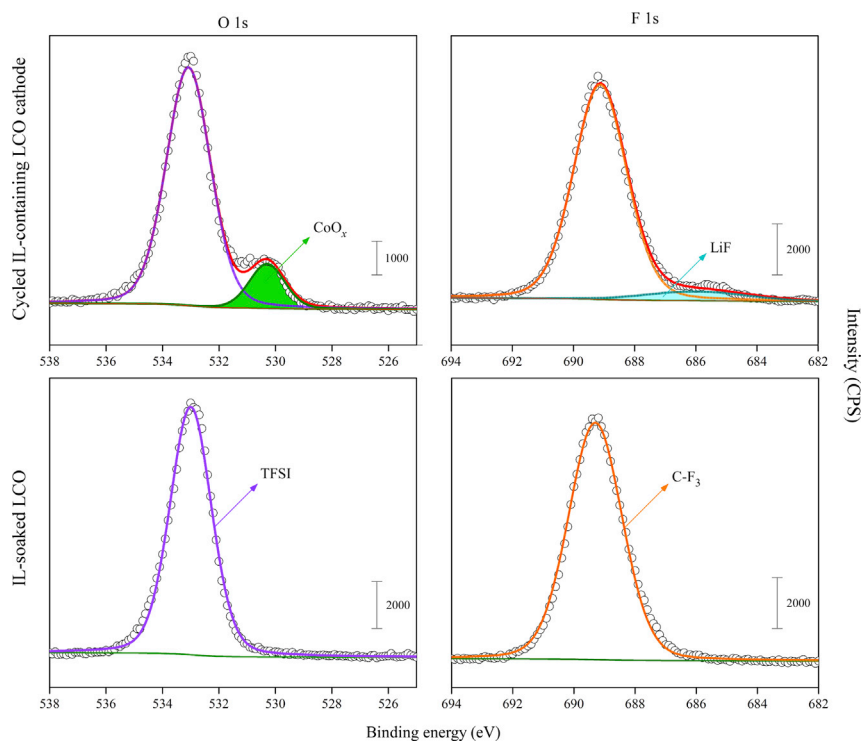 O 1s
F 1s
Cycled IL-containing LCO cathode
CoOₓ
1000
538 536 534 532 530 528 526
LiF
2000
694 692 690 688 686 684 682
Intensity (CPS)
IL-soaked LCO
TFSI
2000
538 536 534 532 530 528 526
C-F₃
2000
694 692 690 688 686 684 682
Binding energy (eV)